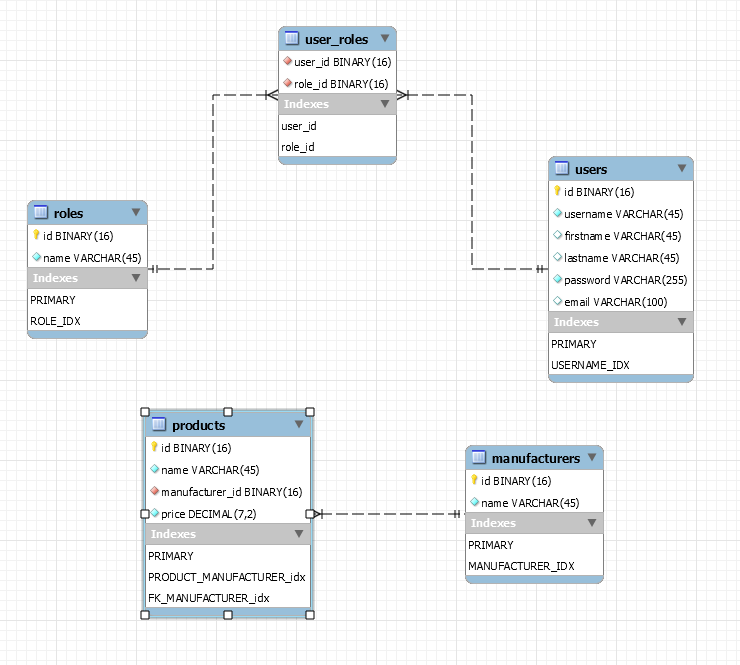 user_roles
user_id BINARY(16)
role_id BINARY(16)
Indexes
user_id
role_id
users
id BINARY(16)
username VARCHAR(45)
firstname VARCHAR(45)
lastname VARCHAR(45)
password VARCHAR(255)
email VARCHAR(100)
Indexes
PRIMARY
USERNAME_IDX
roles
id BINARY(16)
name VARCHAR(45)
Indexes
PRIMARY
ROLE_IDX
products
id BINARY(16)
name VARCHAR(45)
manufacturer_id BINARY(16)
price DECIMAL(7,2)
Indexes
PRIMARY
PRODUCT_MANUFACTURER_idx
FK_MANUFACTURER_idx
manufacturers
id BINARY(16)
name VARCHAR(45)
Indexes
PRIMARY
MANUFACTURER_IDX